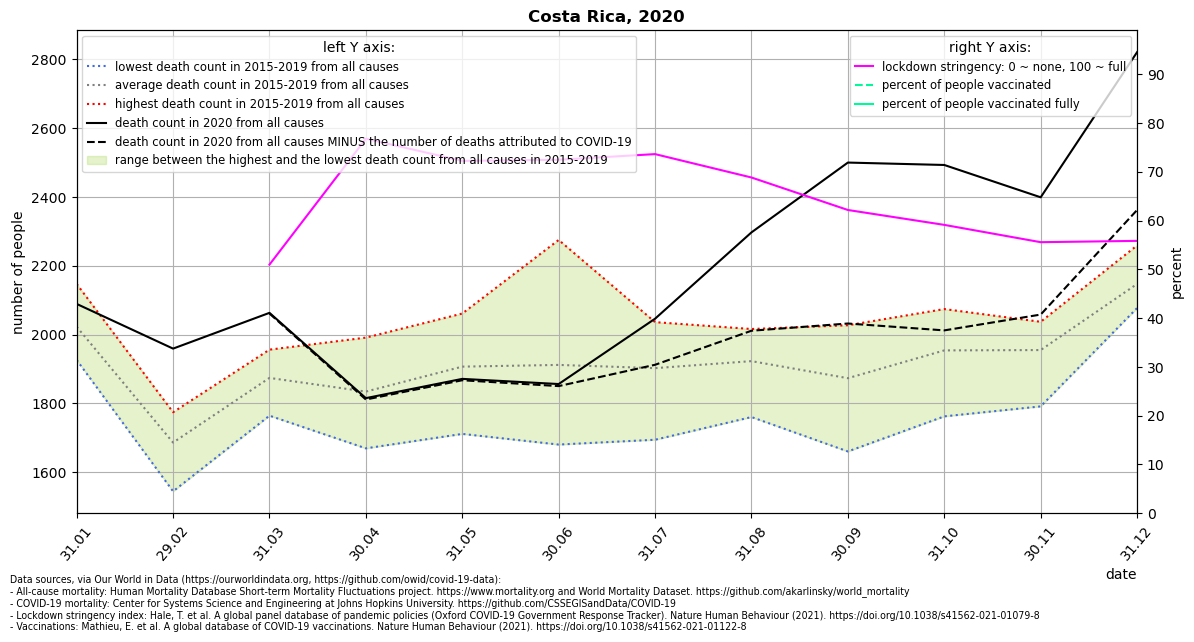 Costa Rica, 2020
left Y axis:
lowest death count in 2015-2019 from all causes
average death count in 2015-2019 from all causes
highest death count in 2015-2019 from all causes
death count in 2020 from all causes
death count in 2020 from all causes MINUS the number of deaths attributed to COVID-19
range between the highest and the lowest death count from all causes in 2015-2019
right Y axis:
lockdown stringency: 0 ~ none, 100 ~ full
percent of people vaccinated
percent of people vaccinated fully
number of people
2800
2600
2400
2200
2000
1800
1600
percent
90
80
70
60
50
40
30
20
10
0
31.01
29.02
31.03
30.04
31.05
30.06
31.07
31.08
30.09
31.10
30.11
31.12
date
Data sources, via Our World in Data (https://ourworldindata.org, https://github.com/owid/covid-19-data):
- All-cause mortality: Human Mortality Database Short-term Mortality Fluctuations project. https://www.mortality.org and World Mortality Dataset. https://github.com/akarlinsky/world_mortality
- COVID-19 mortality: Center for Systems Science and Engineering at Johns Hopkins University. https://github.com/CSSEGISandData/COVID-19
- Lockdown stringency index: Hale, T. et al. A global panel database of pandemic policies (Oxford COVID-19 Government Response Tracker). Nature Human Behaviour (2021). https://doi.org/10.1038/s41562-021-01079-8
- Vaccinations: Mathieu, E. et al. A global database of COVID-19 vaccinations. Nature Human Behaviour (2021). https://doi.org/10.1038/s41562-021-01122-8